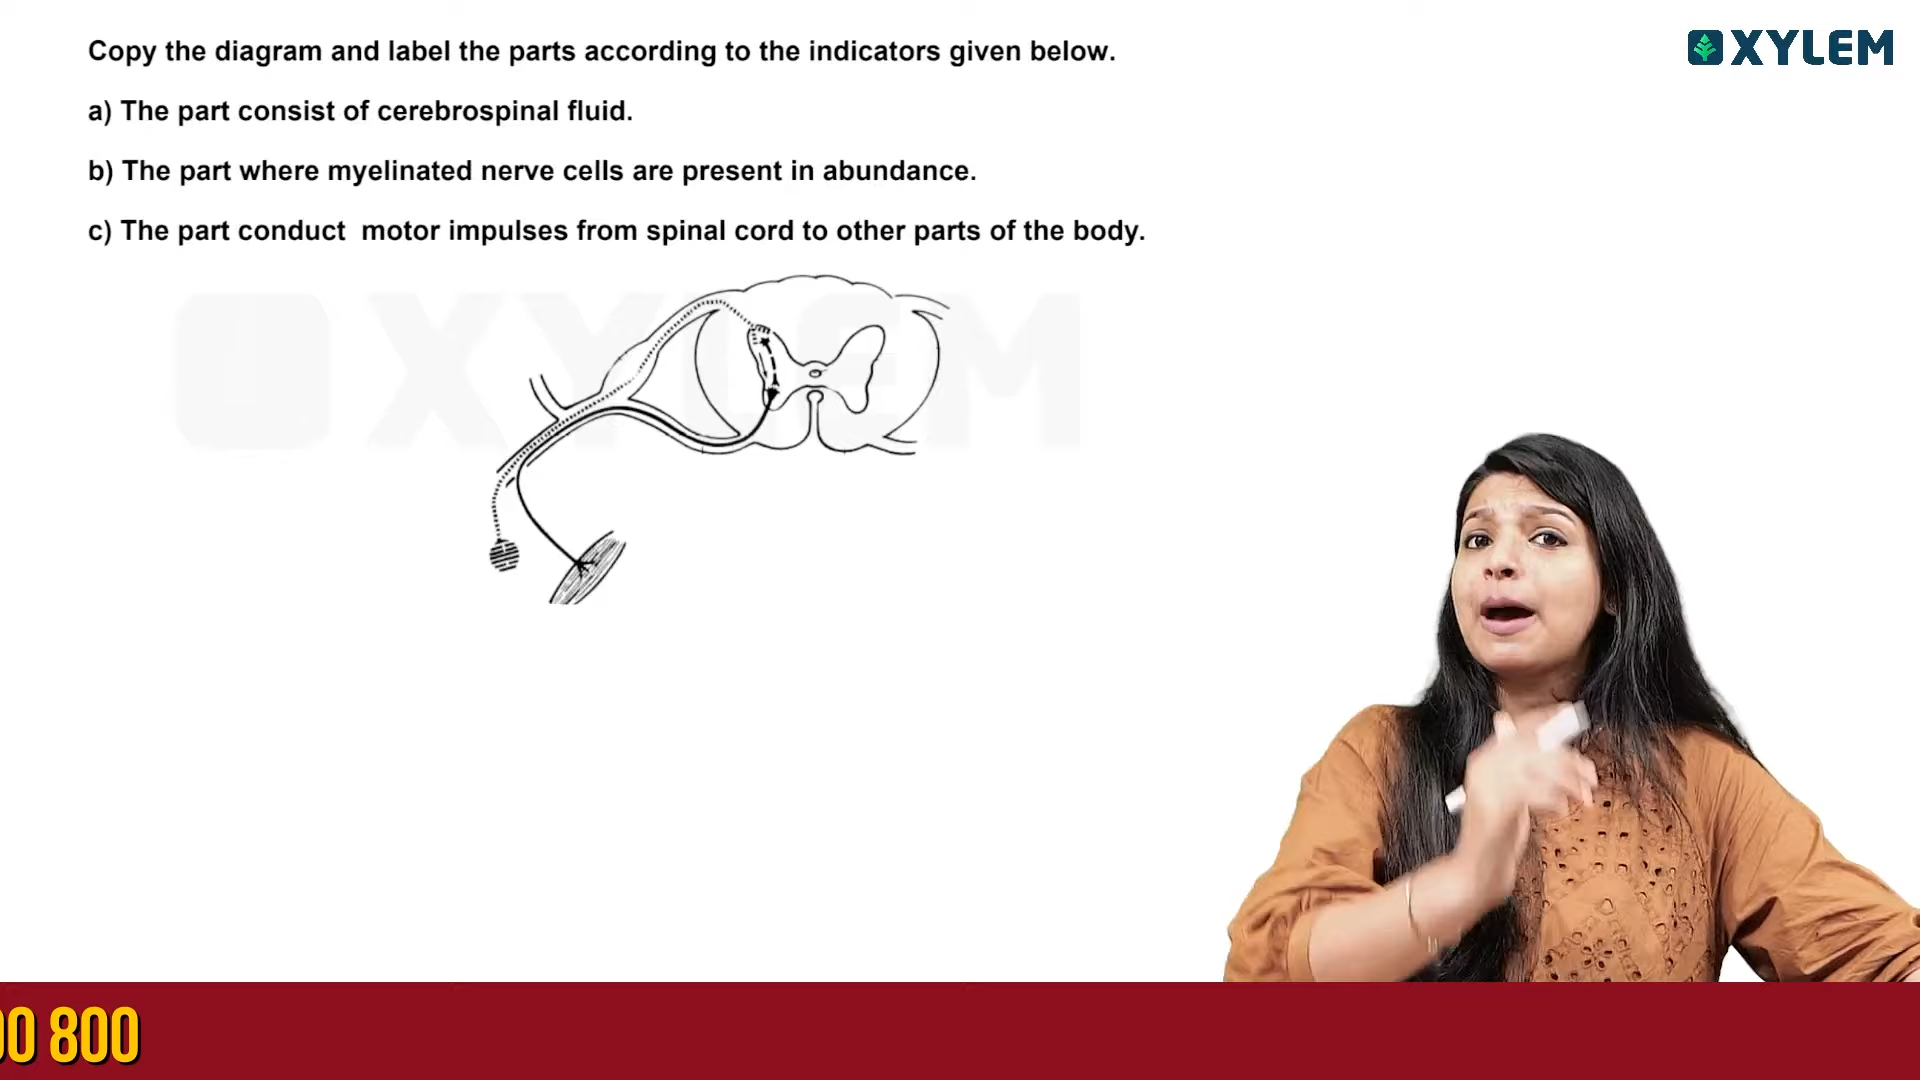 Copy the diagram and label the parts according to the indicators given below.
XYLEM
a) The part consist of cerebrospinal fluid.
b) The part where myelinated nerve cells are present in abundance.
c) The part conduct  motor impulses from spinal cord to other parts of the body.
XYLEM
00 800